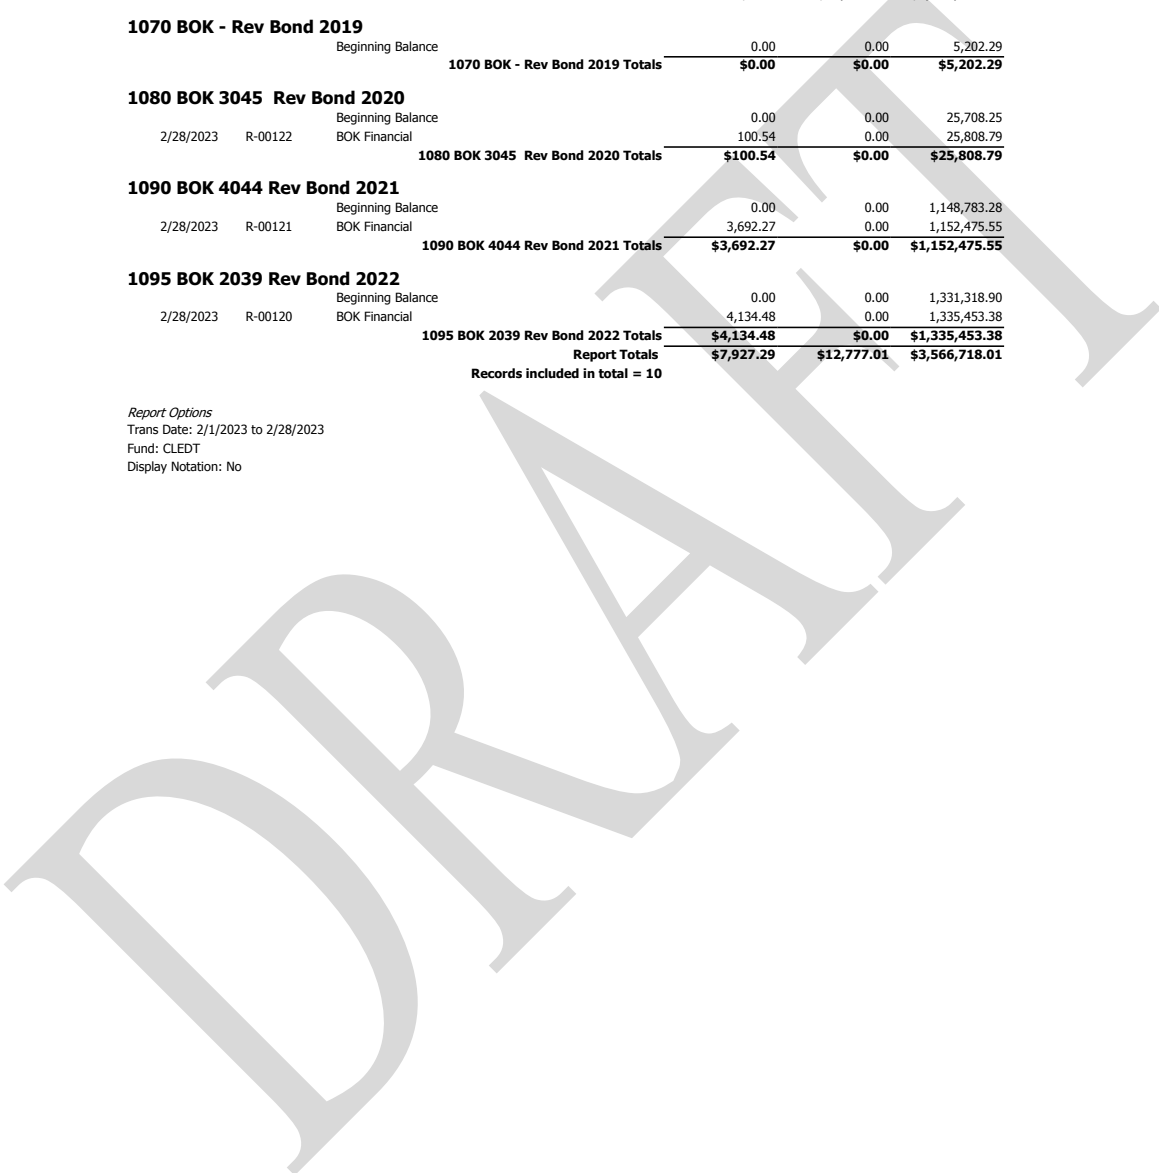 1070 BOK - Rev Bond 2019
Beginning Balance 0.00 0.00 5,202.29
1070 BOK - Rev Bond 2019 Totals $0.00 $0.00 $5,202.29
1080 BOK 3045  Rev Bond 2020
Beginning Balance 0.00 0.00 25,708.25
2/28/2023 R-00122 BOK Financial 100.54 0.00 25,808.79
1080 BOK 3045  Rev Bond 2020 Totals $100.54 $0.00 $25,808.79
1090 BOK 4044 Rev Bond 2021
Beginning Balance 0.00 0.00 1,148,783.28
2/28/2023 R-00121 BOK Financial 3,692.27 0.00 1,152,475.55
1090 BOK 4044 Rev Bond 2021 Totals $3,692.27 $0.00 $1,152,475.55
1095 BOK 2039 Rev Bond 2022
Beginning Balance 0.00 0.00 1,331,318.90
2/28/2023 R-00120 BOK Financial 4,134.48 0.00 1,335,453.38
1095 BOK 2039 Rev Bond 2022 Totals $4,134.48 $0.00 $1,335,453.38
Report Totals $7,927.29 $12,777.01 $3,566,718.01
Records included in total = 10
Report Options
Trans Date: 2/1/2023 to 2/28/2023
Fund: CLEDT
Display Notation: No
DRAFT